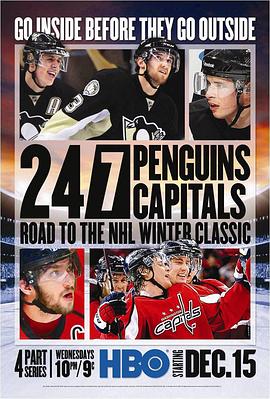 GO INSIDE BEFORE THEY GO OUTSIDE
24/7 PENGUINS
CAPITALS
ROAD TO THE NHL WINTER CLASSIC
capitals
4 PART SERIES
WEDNESDAYS 10PM/9C
HBO
STARTING DEC.15